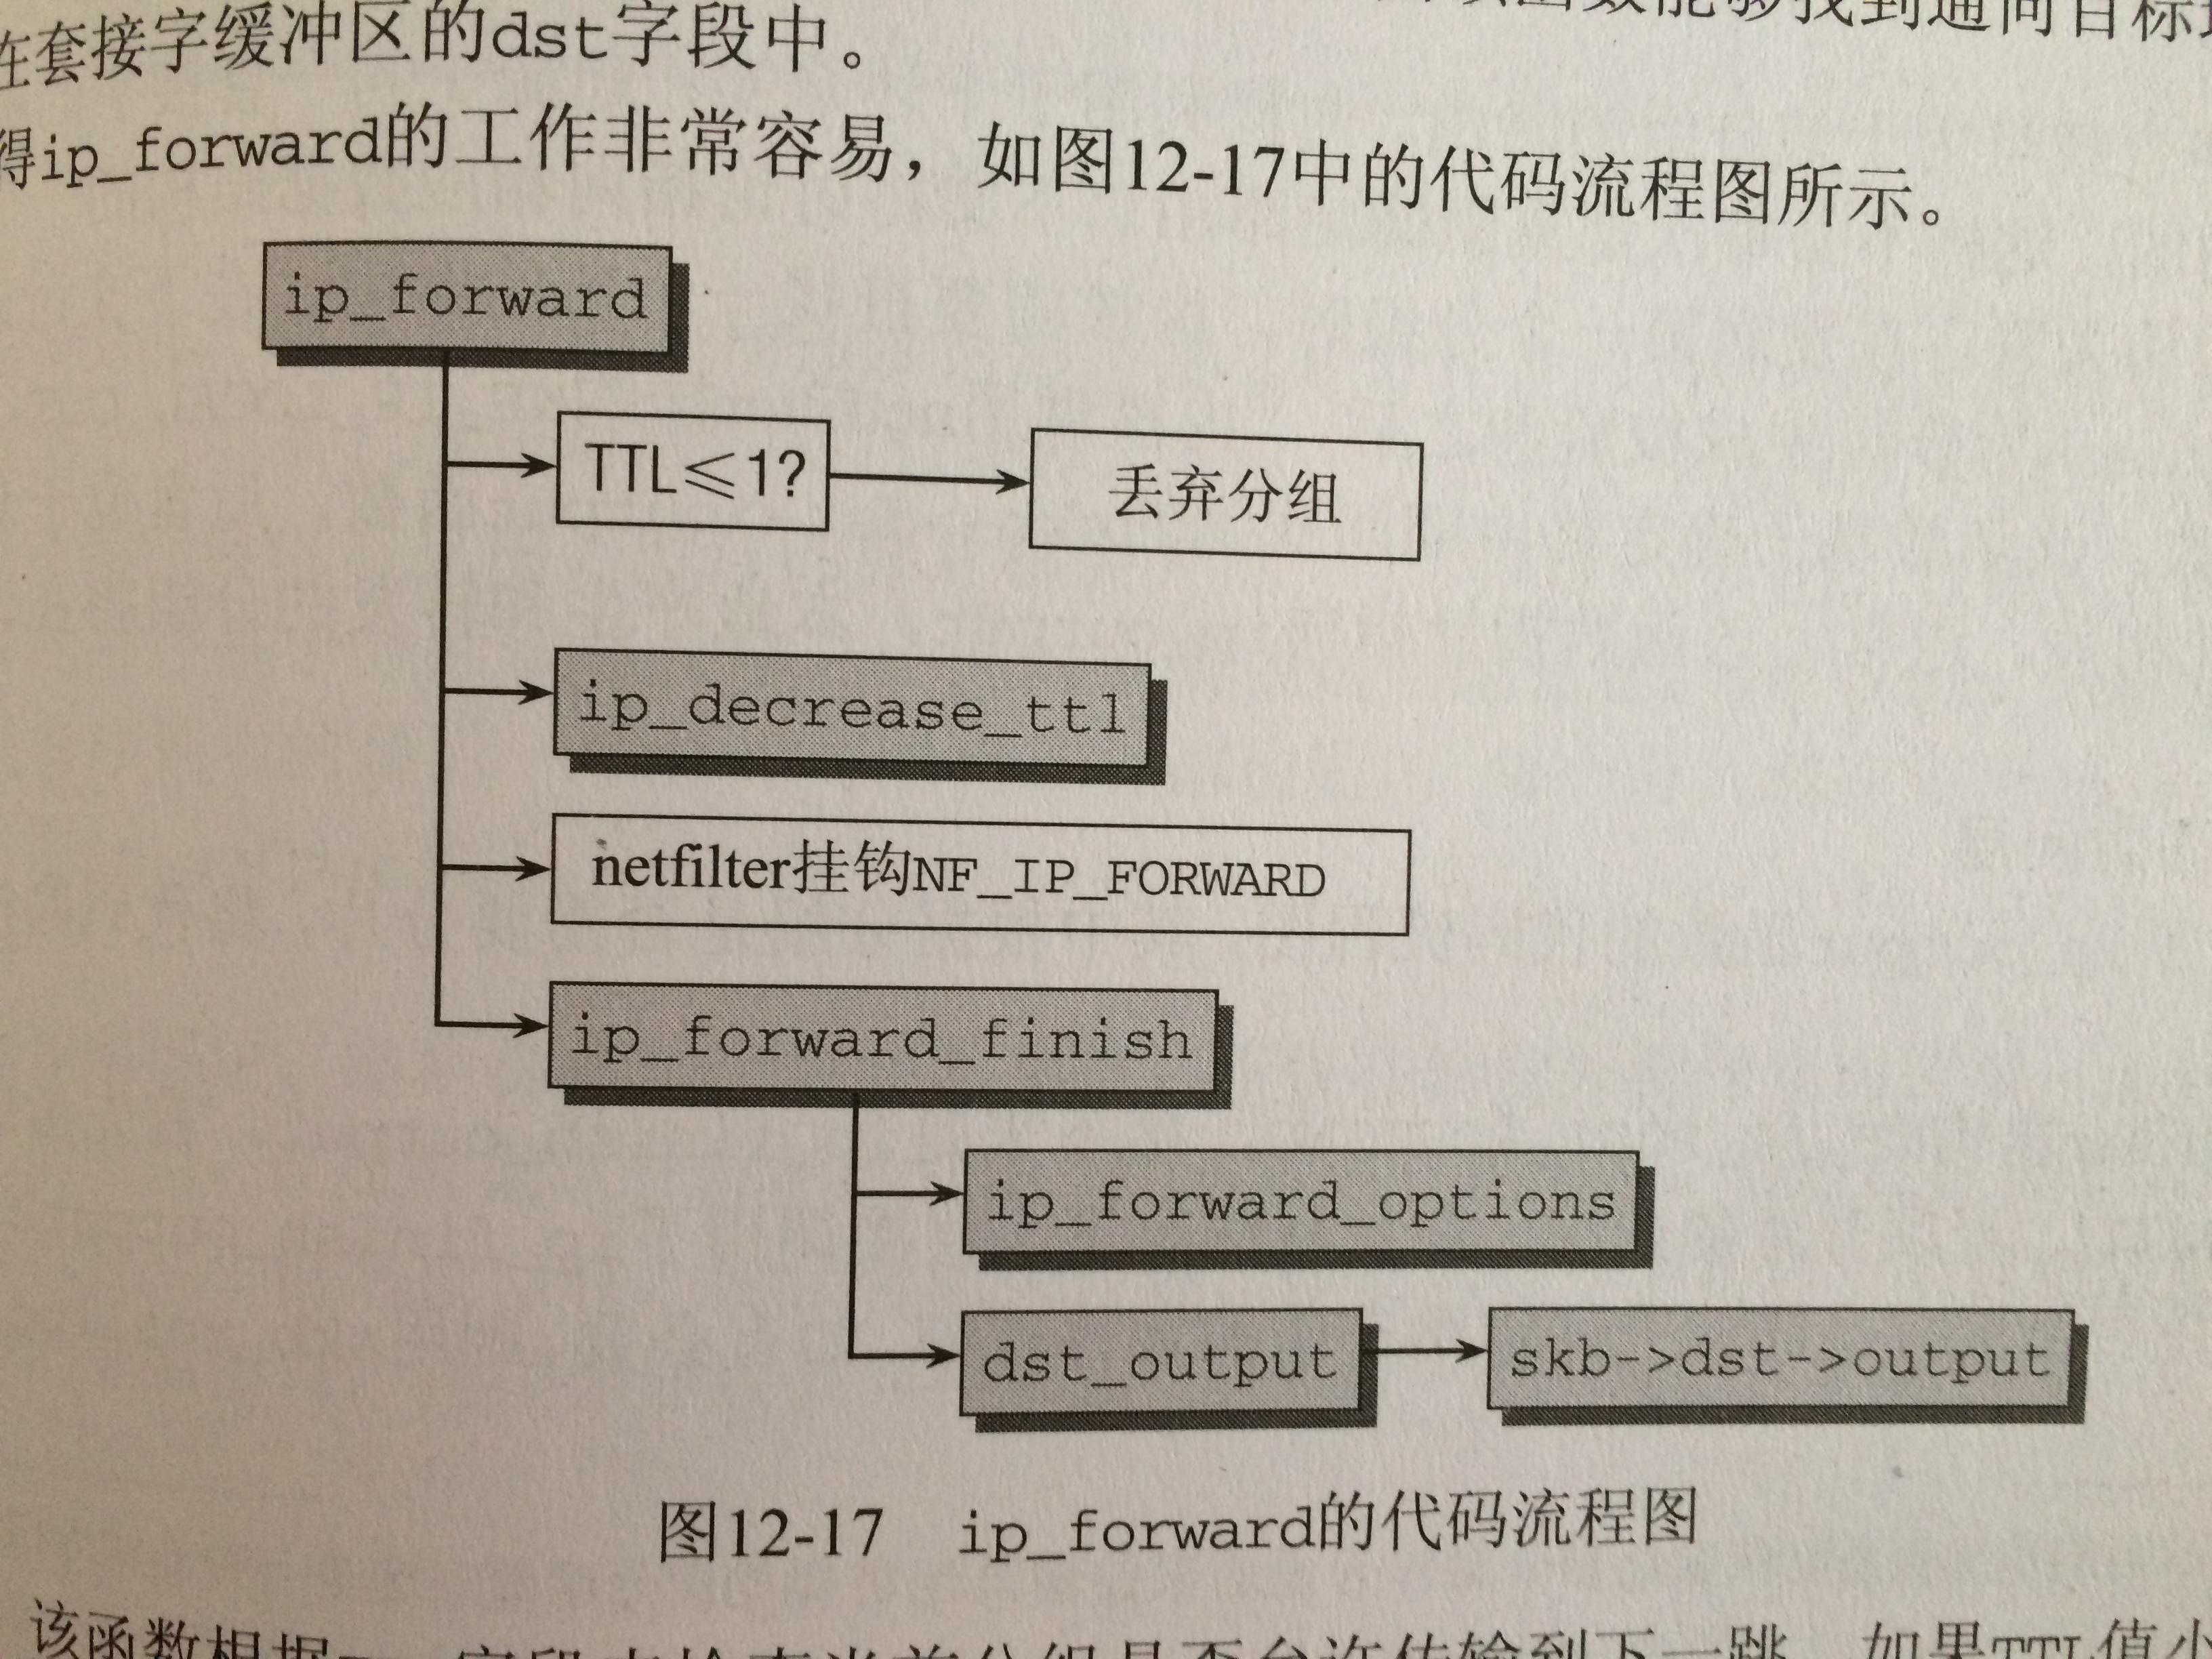 在套接字缓冲区的dst字段中。
能够找到通向目标
得ip_forward的工作非常容易，如图12-17中的代码流程图所示。
ip_forward
TTL≤1?
丢弃分组
ip_decrease_ttl
netfilter挂钩NF_IP_FORWARD
ip_forward_finish
ip_forward_options
dst_output
skb->dst->output
图12-17 ip_forward的代码流程图
该函数根据 字段来检查当前分组是否允许传输到下一跳 如果TTL值小